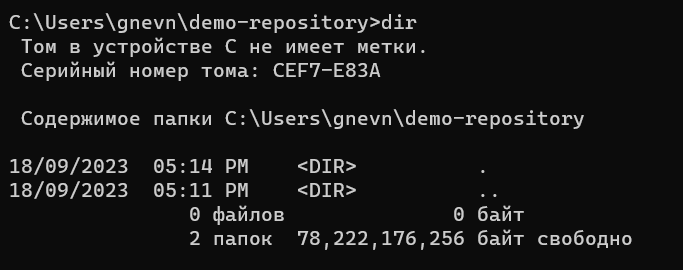 C:\Users\gnevn\demo-repository>dir
Том в устройстве C не имеет метки.
Серийный номер тома: CEF7-E83A
Содержимое папки C:\Users\gnevn\demo-repository
18/09/2023  05:14 PM    <DIR>          .
18/09/2023  05:11 PM    <DIR>          ..
0 файлов              0 байт
2 папок  78,222,176,256 байт свободно